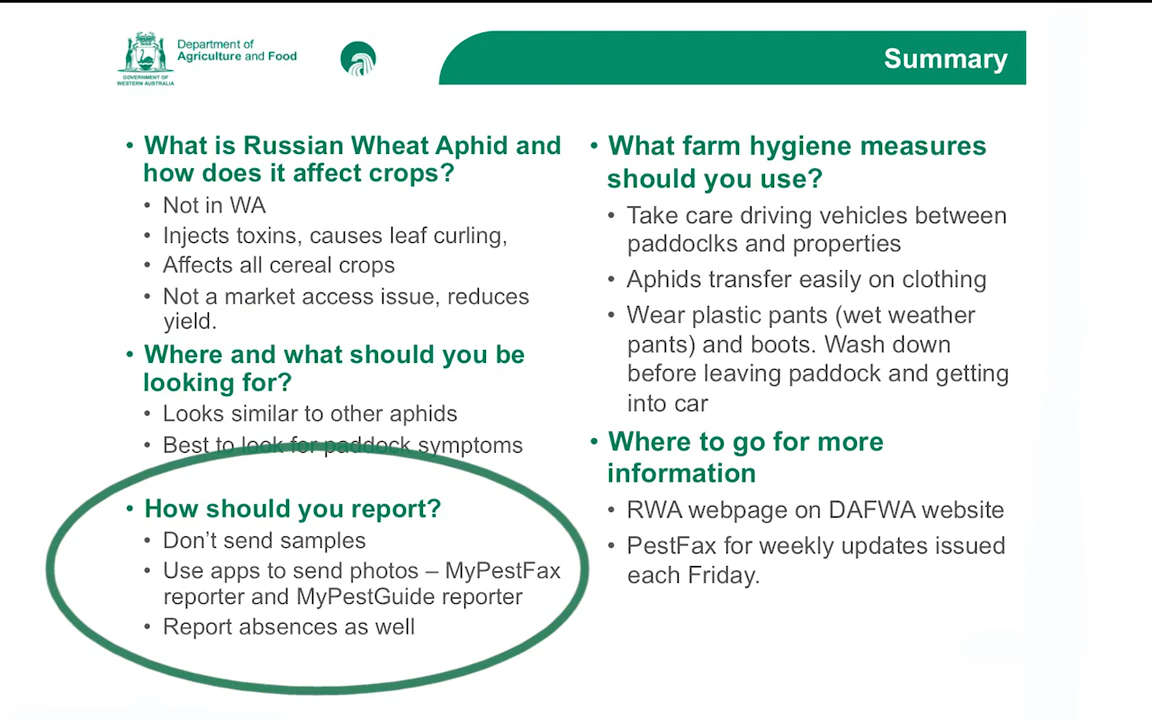 Department of
Agriculture and Food
GOVERNMENT OF
WESTERN AUSTRALIA
Summary
• What is Russian Wheat Aphid and
how does it affect crops?
• Not in WA
• Injects toxins, causes leaf curling,
• Affects all cereal crops
• Not a market access issue, reduces
yield.
• Where and what should you be
looking for?
• Looks similar to other aphids
• Best to look for paddock symptoms
• How should you report?
• Don't send samples
• Use apps to send photos – MyPestFax
reporter and MyPestGuide reporter
• Report absences as well
• What farm hygiene measures
should you use?
• Take care driving vehicles between
paddoclks and properties
• Aphids transfer easily on clothing
• Wear plastic pants (wet weather
pants) and boots. Wash down
before leaving paddock and getting
into car
• Where to go for more
information
• RWA webpage on DAFWA website
• PestFax for weekly updates issued
each Friday.